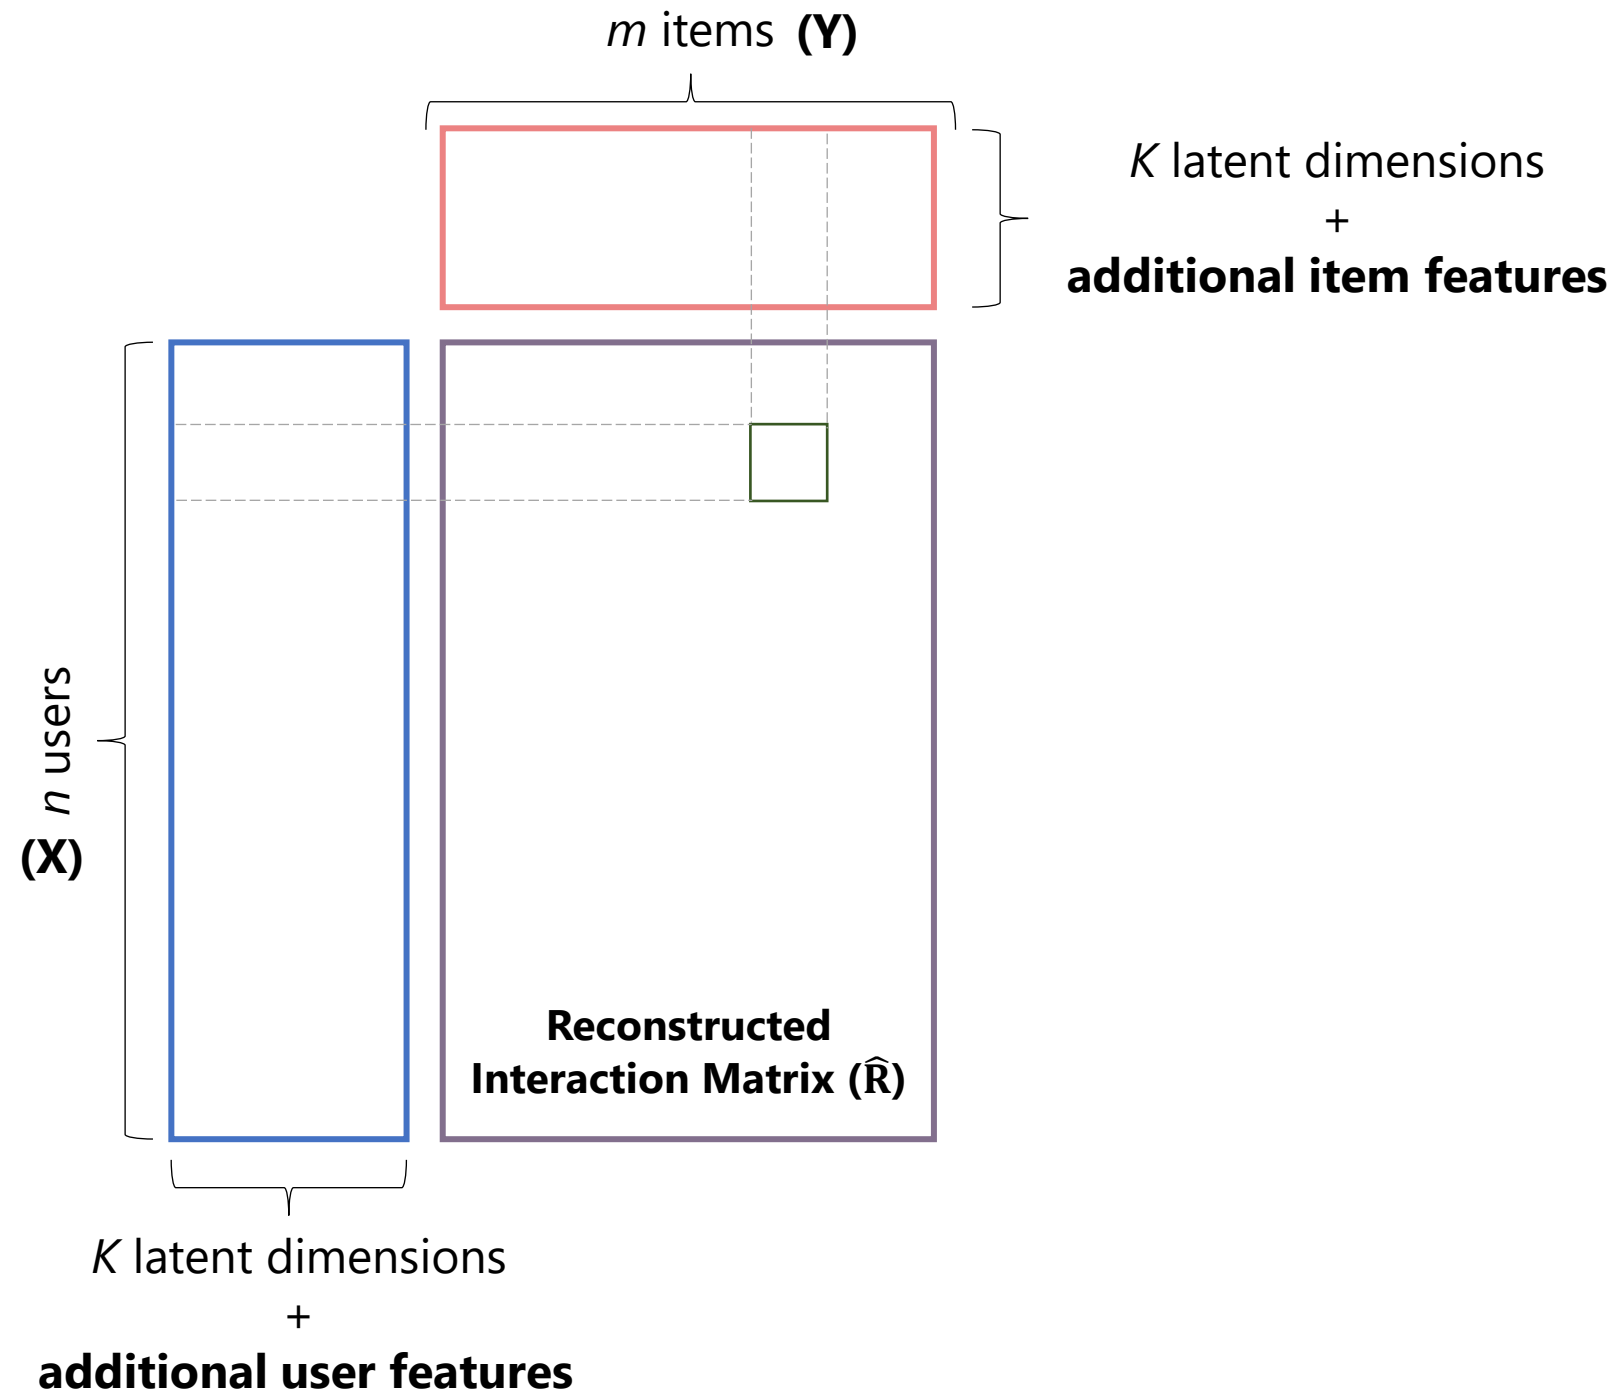 m items (Y)
K latent dimensions
+
additional item features
n users
(X)
Reconstructed
Interaction Matrix (R̂)
K latent dimensions
+
additional user features